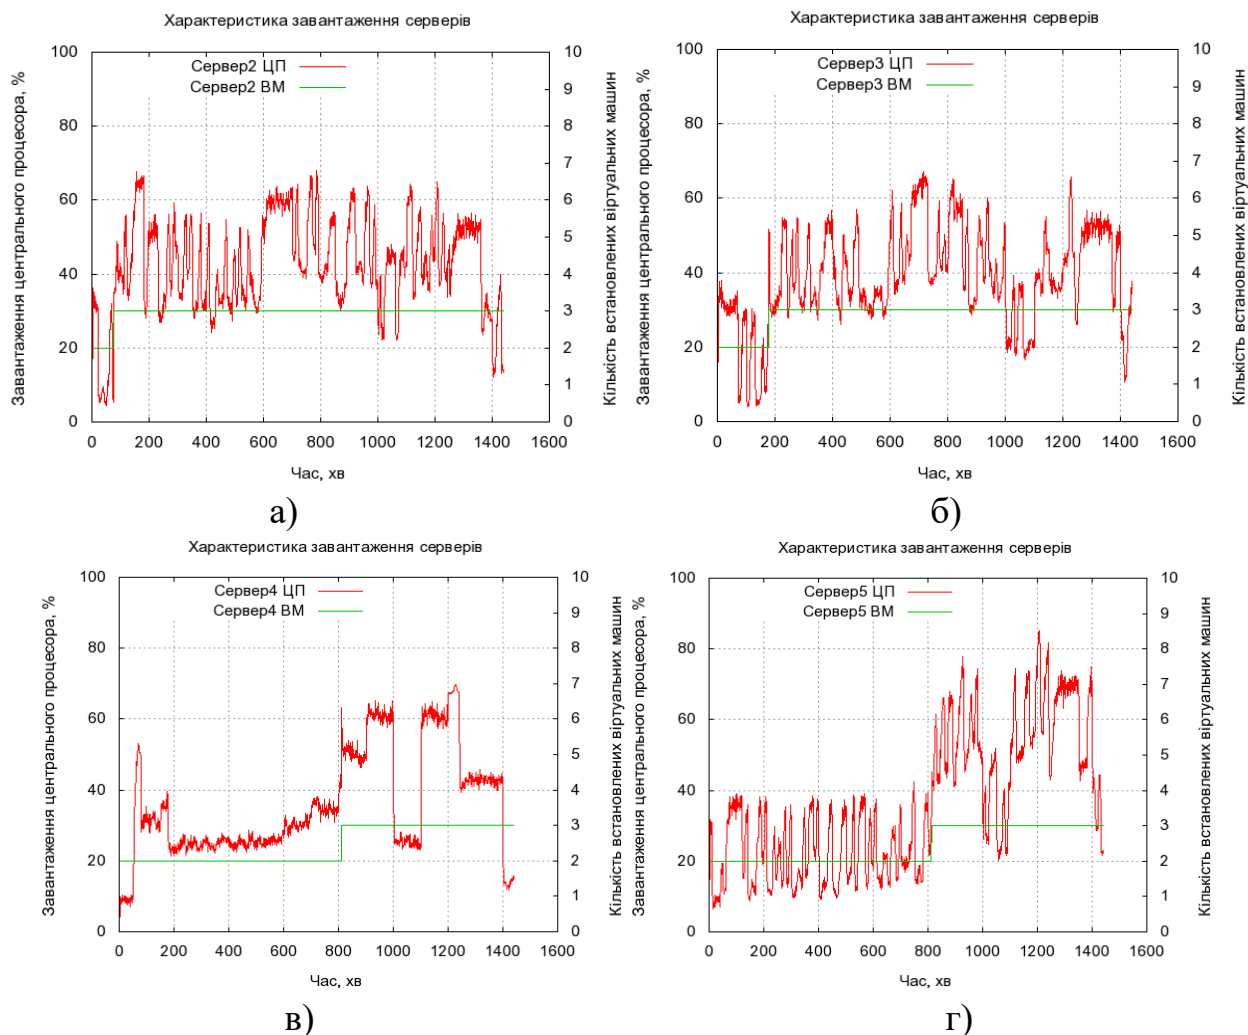 Характеристика завантаження серверів
Завантаження центрального процесора, %
100
80
60
40
20
0
Сервер2 ЦП
Сервер2 ВМ
10
9
8
7
6
5
4
3
2
1
0
Кількість встановлених віртуальних машин
0 200 400 600 800 1000 1200 1400 1600
Час, хв
а)
Характеристика завантаження серверів
Завантаження центрального процесора, %
100
80
60
40
20
0
Сервер3 ЦП
Сервер3 ВМ
10
9
8
7
6
5
4
3
2
1
0
Кількість встановлених віртуальних машин
0 200 400 600 800 1000 1200 1400 1600
Час, хв
б)
Характеристика завантаження серверів
Завантаження центрального процесора, %
100
80
60
40
20
0
Сервер4 ЦП
Сервер4 ВМ
10
9
8
7
6
5
4
3
2
1
0
Кількість встановлених віртуальних машин
0 200 400 600 800 1000 1200 1400 1600
Час, хв
в)
Характеристика завантаження серверів
Завантаження центрального процесора, %
100
80
60
40
20
0
Сервер5 ЦП
Сервер5 ВМ
10
9
8
7
6
5
4
3
2
1
0
Кількість встановлених віртуальних машин
0 200 400 600 800 1000 1200 1400 1600
Час, хв
г)